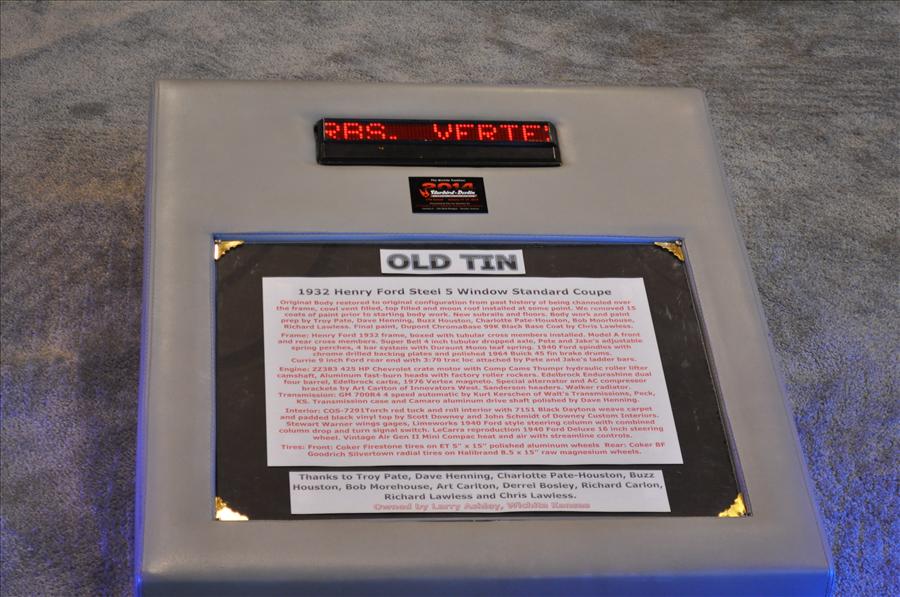 RBS. VERTE
The Wichita Tradition
2014
Starbird-Devlin
OLD TIN
1932 Henry Ford Steel 5 Window Standard Coupe
Original Body restored to original configuration from past history of being channeled over
the frame, cowl vent filled, top filled and moon roof installed at some point. We removed 15
coats of paint prior to starting body work. New subrails and floors. Body work and paint
prep by Troy Pate, Dave Henning, Buzz Houston, Charlotte Pate-Houston, Bob Moorhouse,
Richard Lawless. Final paint, Dupont ChromaBase 99K Black Base Coat by Chris Lawless.
Frame: Henry Ford 1932 frame, boxed with tubular cross members installed. Model A front
and rear cross members. Super Bell 4 inch tubular dropped axle, Pete and Jake's adjustable
spring perches, 4 bar system with Duraunt Mono leaf spring. 1940 Ford spindles with
chrome drilled backing plates and polished 1964 Buick 45 fin brake drums.
Currie 9 inch Ford rear end with 3:70 trac loc attached by Pete and Jake's ladder bars.
Engine: ZZ383 425 HP Chevrolet crate motor with Comp Cams Thumpr hydraulic roller lifter
camshaft, Aluminum fast-burn heads with factory roller rockers. Edelbrock Endurashine dual
four barrel, Edelbrock carbs, 1976 Vertex magneto. Special alternator and AC compressor
brackets by Art Carlton of Innovators West. Sanderson headers. Walker radiator.
Transmission: GM 700R4 4 speed automatic by Kurt Kerschen of Walt's Transmissions, Peck,
KS. Transmission case and Camaro aluminum drive shaft polished by Dave Henning.
Interior: COS-7291Torch red tuck and roll interior with 7151 Black Daytona weave carpet
and padded black vinyl top by Scott Downey and John Schmidt of Downey Custom Interiors.
Stewart Warner wings gages, Limeworks 1940 Ford style steering column with combined
column drop and turn signal switch. LeCarra reproduction 1940 Ford Deluxe 16 inch steering
wheel. Vintage Air Gen II Mini Compac heat and air with streamline controls.
Tires: Front: Coker Firestone tires on ET 5" x 15" polished aluminum wheels Rear: Coker BF
Goodrich Silvertown radial tires on Halibrand 8.5 x 15" raw magnesium wheels.
Thanks to Troy Pate, Dave Henning, Charlotte Pate-Houston, Buzz
Houston, Bob Morehouse, Art Carlton, Derrel Bosley, Richard Carlon,
Richard Lawless and Chris Lawless.
Owned by Larry Ashley, Wichita Kansas